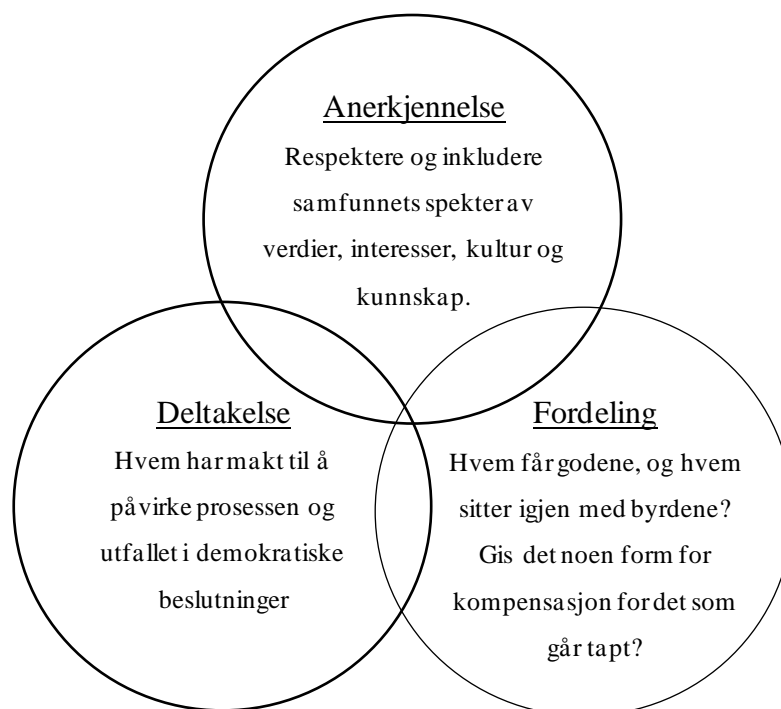 Anerkjennelse
Respektere og inkludere
samfunnets spekter av
verdier, interesser, kultur og
kunnskap.
Deltakelse
Hvem har makt til å
påvirke prosessen og
utfallet i demokratiske
beslutninger
Fordeling
Hvem får godene, og hvem
sitter igjen med byrdene?
Gis det noen form for
kompensasjon for det som
går tapt?